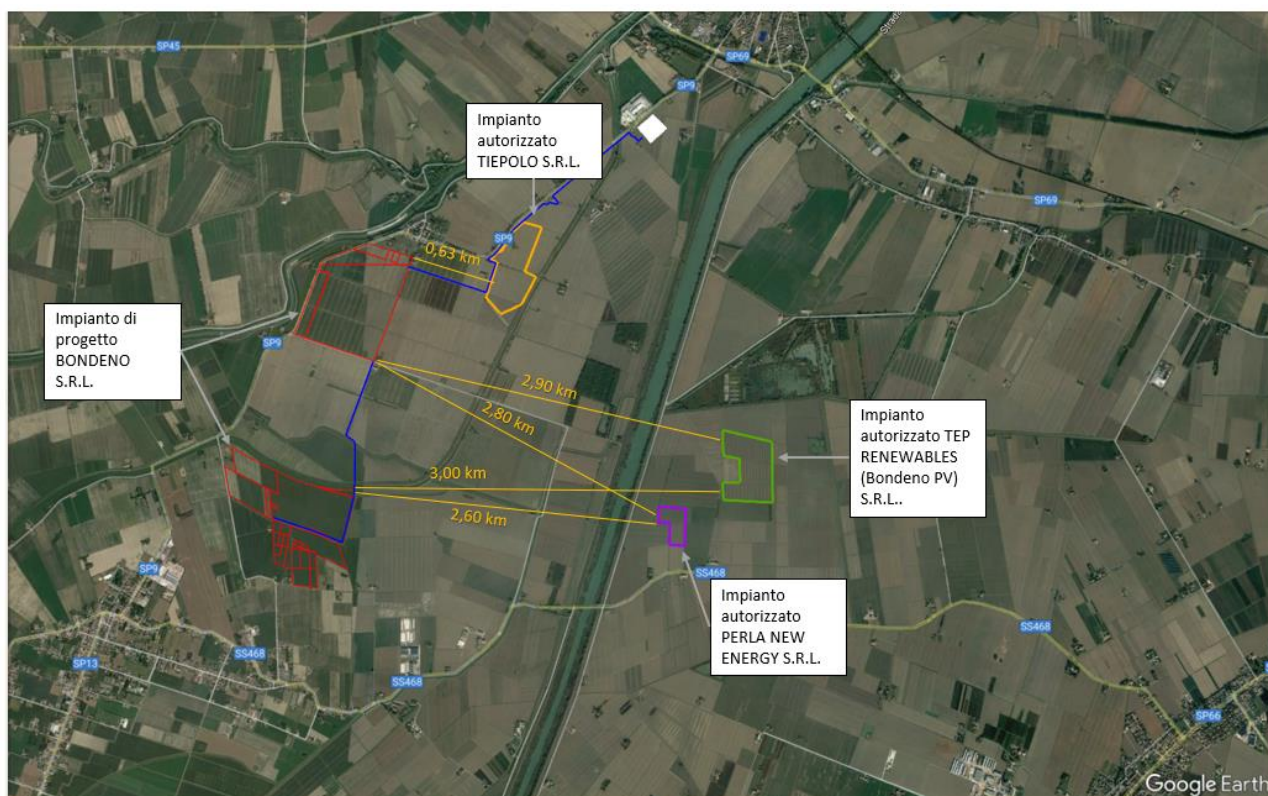 SP45
SP69
Strada
SP9
Impianto
autorizzato
TIEPOLO S.R.L.
SP69
SP9
0,63 km
Impianto di
progetto
BONDENO
S.R.L.
SP9
2,90 km
2,80 km
Impianto
autorizzato TEP
RENEWABLES
(Bondeno PV)
S.R.L..
3,00 km
2,60 km
SP9
SS468
Impianto
autorizzato
PERLA NEW
ENERGY S.R.L.
SS468
SS468
SP13
SS468
SP66
Google Earth